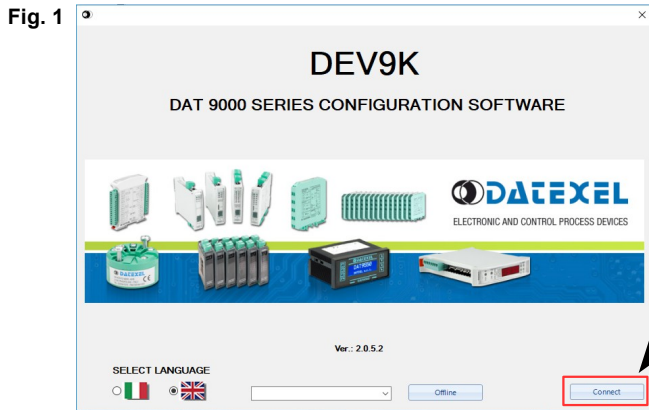 Fig. 1
DEV9K
DAT 9000 SERIES CONFIGURATION SOFTWARE
DATEXEL
ELECTRONIC AND CONTROL PROCESS DEVICES
DATEXEL
Ver.: 2.0.5.2
SELECT LANGUAGE
Offline
Connect